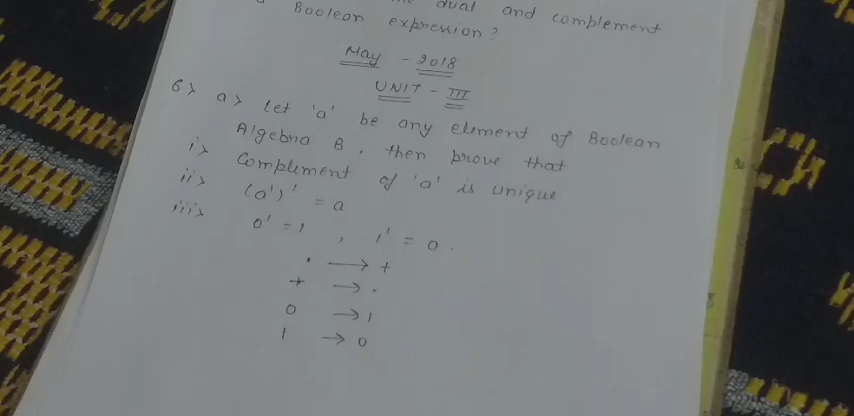 dual and complement
Boolean expression?
May - 2018
UNIT - III
6> a> Let 'a' be any element of Boolean
Algebra B, then prove that
i> Compliment of 'a' is unique
ii> (a')' = a
iii> 0' = 1 , 1' = 0.
. → +
+ → .
0 → 1
1 → 0